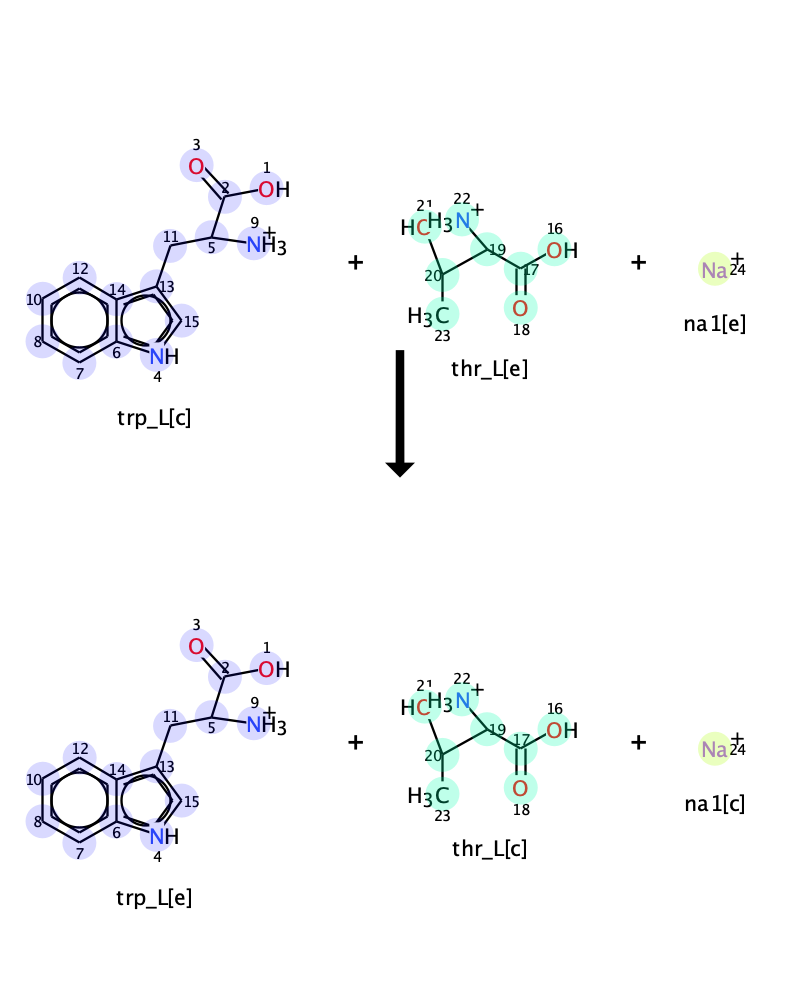 3
1
O
2
OH
9
+
11
5
NH3
12
14
13
10
15
8
6
NH
7
4
trp_L[c]
+
21
22
+
HC
H3N
16
19
OH
20
17
H3C
O
23
18
thr_L[e]
+
+
Na
24
na1[e]
3
1
O
2
OH
9
+
11
5
NH3
12
14
13
10
15
8
6
NH
7
4
trp_L[e]
+
21
22
+
HC
H3N
16
19
OH
20
17
H3C
O
23
18
thr_L[c]
+
+
Na
24
na1[c]